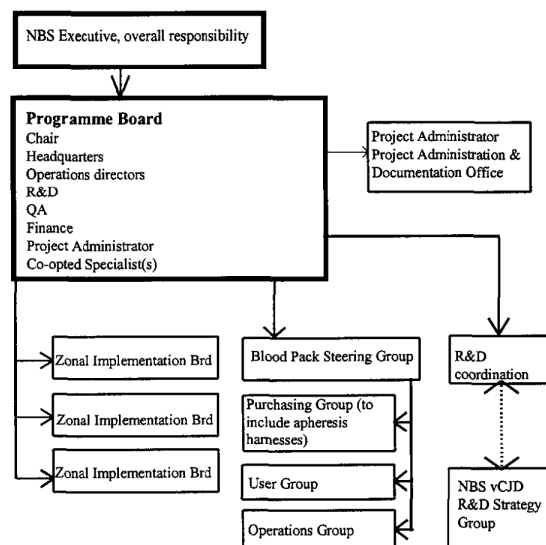 NBS Executive, overall responsibility
Programme Board
Chair
Headquarters
Operations directors
R&D
QA
Finance
Project Administrator
Co-opted Specialist(s)
Project Administrator
Project Administration &
Documentation Office
Zonal Implementation Brd
Zonal Implementation Brd
Zonal Implementation Brd
Blood Pack Steering Group
Purchasing Group (to
include apheresis
harnesses)
User Group
Operations Group
R&D
coordination
NBS vCJD
R&D Strategy
Group